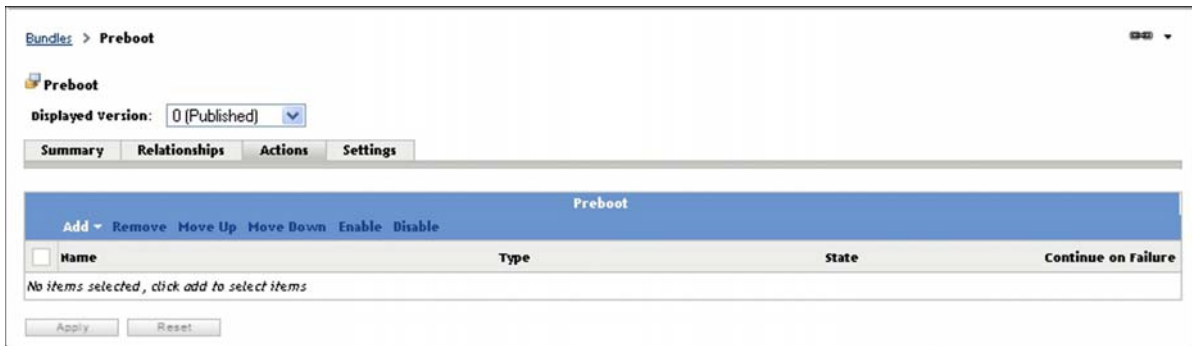 Bundles > Preboot
Preboot
Displayed Version: 0 (Published)
Summary Relationships Actions Settings
Preboot
Add Remove Move Up Move Down Enable Disable
Name Type State Continue on Failure
No items selected, click add to select items
Apply Reset